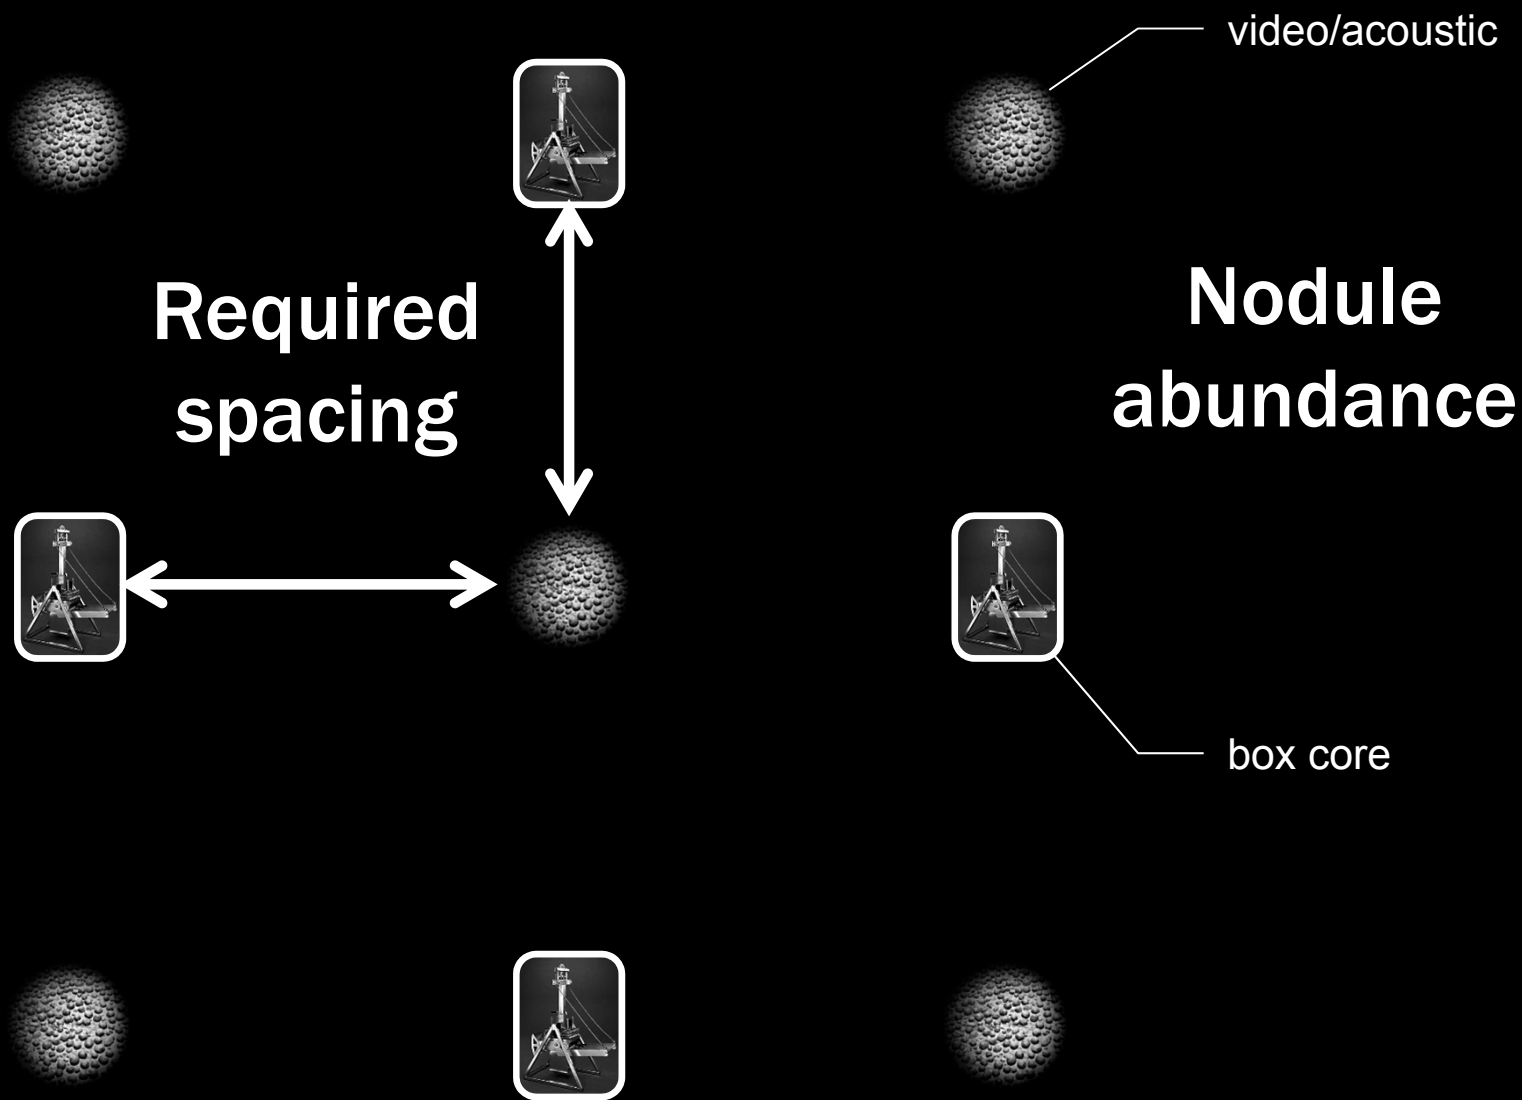 video/acoustic
Required
spacing
Nodule
abundance
box core